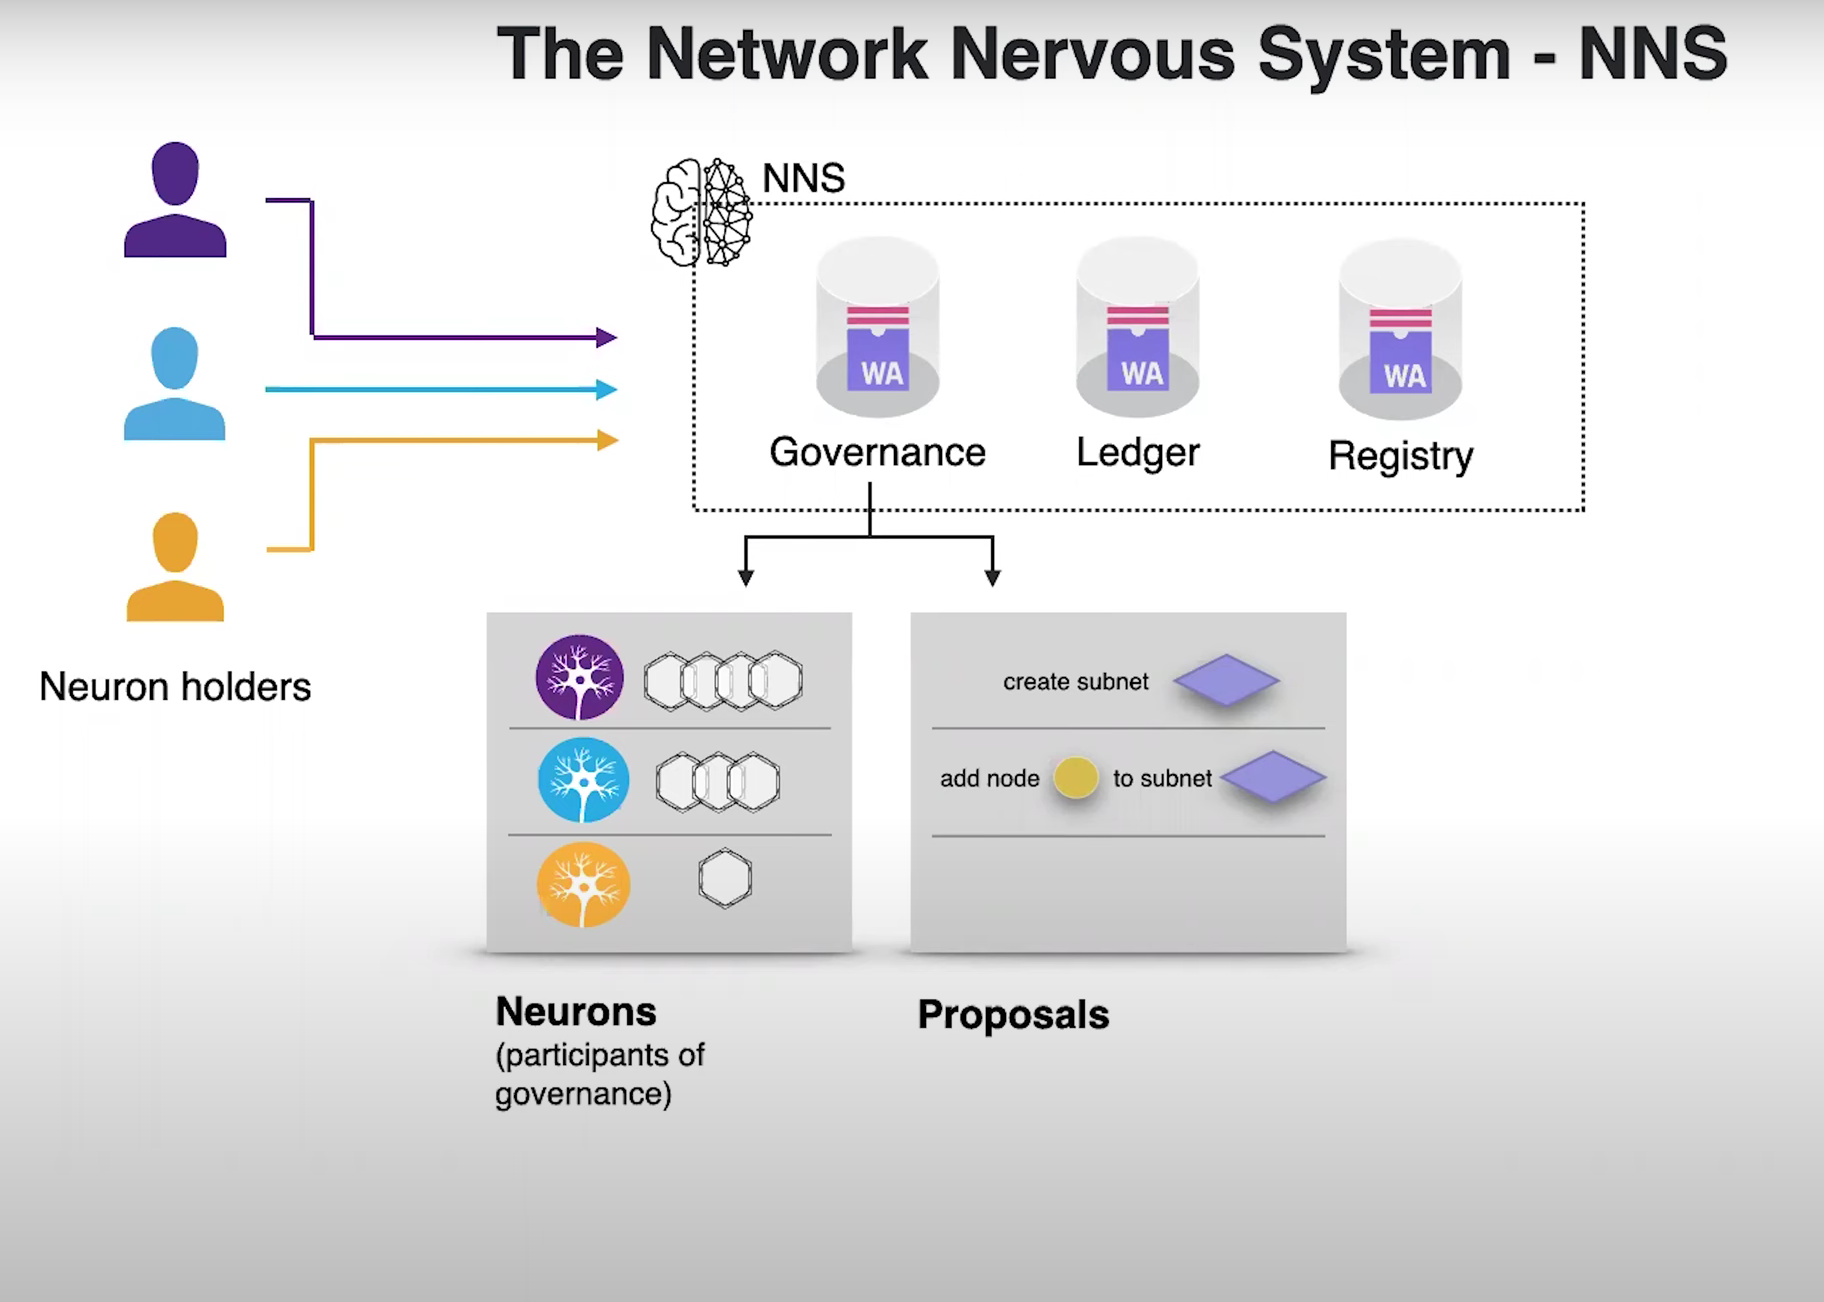 The Network Nervous System - NNS
NNS
WA
WA
WA
Governance
Ledger
Registry
Neuron holders
create subnet
add node to subnet
Neurons
(participants of
governance)
Proposals